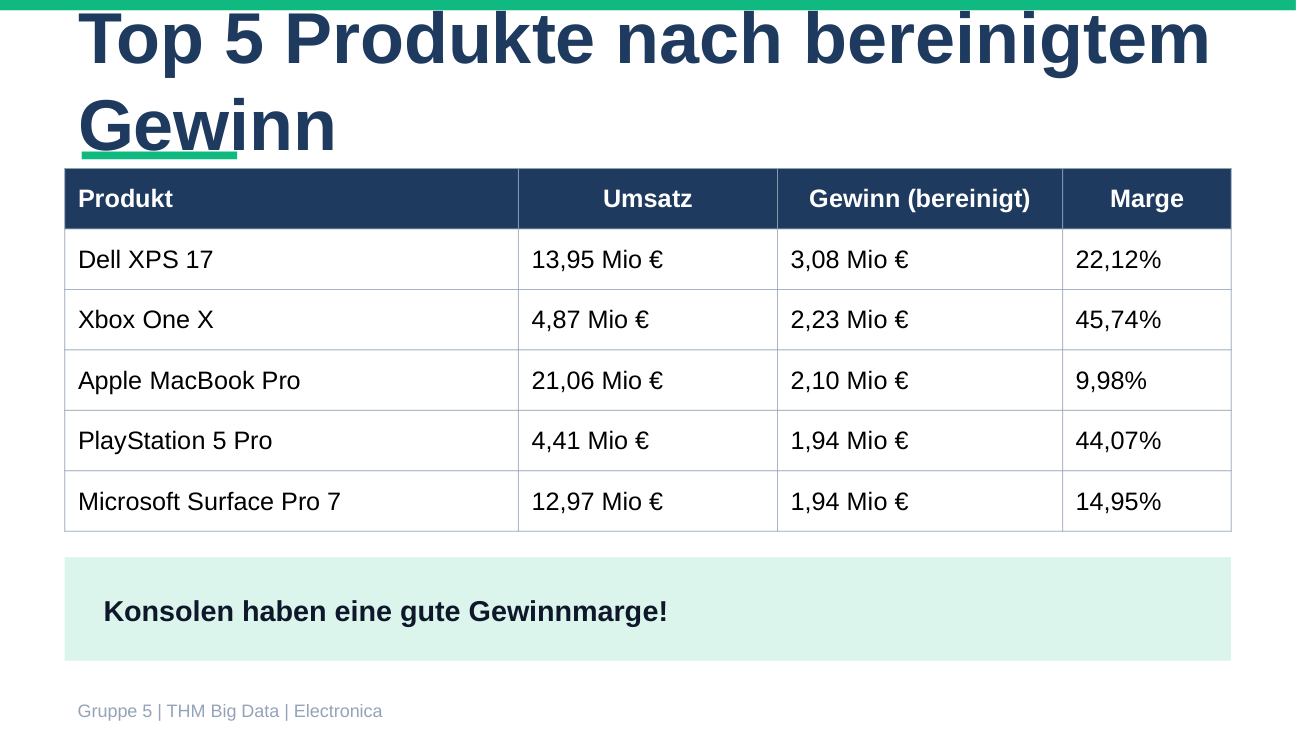 Top 5 Produkte nach bereinigtem
Gewinn
Produkt Umsatz Gewinn (bereinigt) Marge
Dell XPS 17 13,95 Mio € 3,08 Mio € 22,12%
Xbox One X 4,87 Mio € 2,23 Mio € 45,74%
Apple MacBook Pro 21,06 Mio € 2,10 Mio € 9,98%
PlayStation 5 Pro 4,41 Mio € 1,94 Mio € 44,07%
Microsoft Surface Pro 7 12,97 Mio € 1,94 Mio € 14,95%
Konsolen haben eine gute Gewinnmarge!
Gruppe 5 | THM Big Data | Electronica